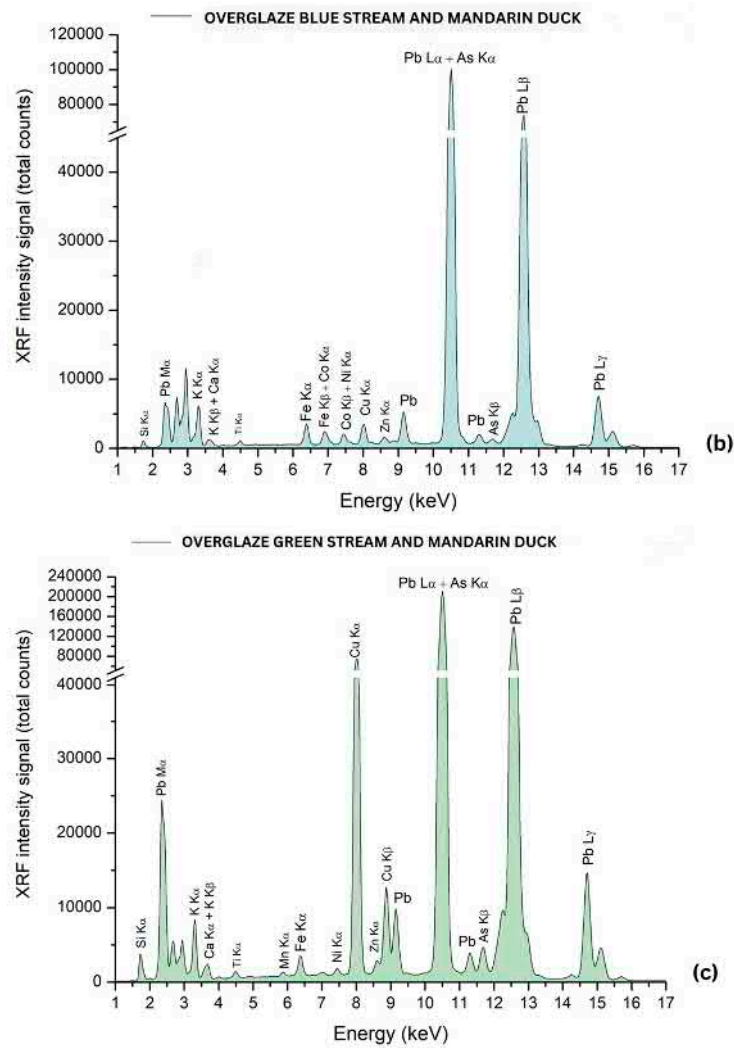 OVERGLAZE BLUE STREAM AND MANDARIN DUCK
XRF intensity signal (total counts)
120000
100000
80000
40000
30000
20000
10000
0
Si Kα
Pb Mα
K Kα
K Kβ + Ca Kα
Ti Kα
Fe Kα
Fe Kβ + Co Kα
Co Kβ + Ni Kα
Cu Kα
Zn Kα
Pb
Pb Lα + As Kα
Pb
As Kβ
Pb Lβ
Pb Lγ
1 2 3 4 5 6 7 8 9 10 11 12 13 14 15 16 17
Energy (keV)
(b)
OVERGLAZE GREEN STREAM AND MANDARIN DUCK
XRF intensity signal (total counts)
240000
200000
160000
140000
120000
80000
40000
30000
20000
10000
0
Si Kα
Pb Mα
K Kα
Ca Kα + K Kβ
Ti Kα
Mn Kα
Fe Kα
Ni Kα
Cu Kα
Zn Kα
Cu Kβ
Pb
Pb Lα + As Kα
Pb
As Kβ
Pb Lβ
Pb Lγ
1 2 3 4 5 6 7 8 9 10 11 12 13 14 15 16 17
Energy (keV)
(c)